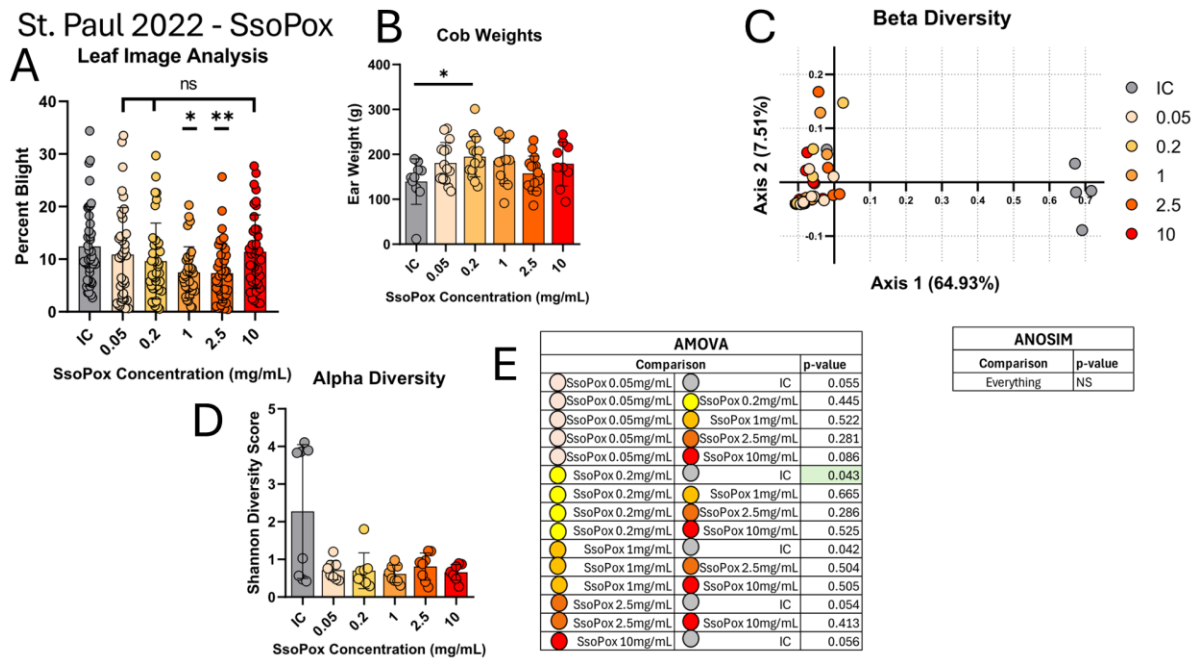 St. Paul 2022 - SsoPox
A
Leaf Image Analysis
ns
*
**
40
30
20
10
0
Percent Blight
IC
0.05
0.2
1
2.5
10
SsoPox Concentration (mg/mL)
B
Cob Weights
*
400
300
200
100
0
Ear Weight (g)
IC
0.05
0.2
1
2.5
10
SsoPox Concentration (mg/mL)
C
Beta Diversity
0.2
0.1
-0.1
0.1
0.2
0.3
0.4
0.5
0.6
0.7
Axis 2 (7.51%)
Axis 1 (64.93%)
IC
0.05
0.2
1
2.5
10
D
Alpha Diversity
5
4
3
2
1
0
Shannon Diversity Score
IC
0.05
0.2
1
2.5
10
SsoPox Concentration (mg/mL)
E
AMOVA
Comparison p-value
SsoPox 0.05mg/mL IC 0.055
SsoPox 0.05mg/mL SsoPox 0.2mg/mL 0.445
SsoPox 0.05mg/mL SsoPox 1mg/mL 0.522
SsoPox 0.05mg/mL SsoPox 2.5mg/mL 0.281
SsoPox 0.05mg/mL SsoPox 10mg/mL 0.086
SsoPox 0.2mg/mL IC 0.043
SsoPox 0.2mg/mL SsoPox 1mg/mL 0.665
SsoPox 0.2mg/mL SsoPox 2.5mg/mL 0.286
SsoPox 0.2mg/mL SsoPox 10mg/mL 0.525
SsoPox 1mg/mL IC 0.042
SsoPox 1mg/mL SsoPox 2.5mg/mL 0.504
SsoPox 1mg/mL SsoPox 10mg/mL 0.505
SsoPox 2.5mg/mL IC 0.054
SsoPox 2.5mg/mL SsoPox 10mg/mL 0.413
SsoPox 10mg/mL IC 0.056
ANOSIM
Comparison p-value
Everything NS